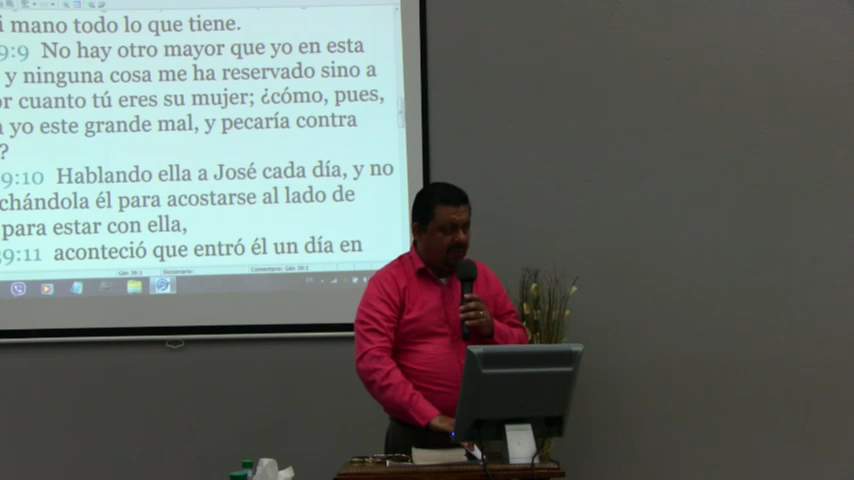 i mano todo lo que tiene.
9:9 No hay otro mayor que yo en esta
y ninguna cosa me ha reservado sino a
or cuanto tú eres su mujer; ¿cómo, pues,
yo este grande mal, y pecaría contra
?
9:10 Hablando ella a José cada día, y no
chándola él para acostarse al lado de
para estar con ella,
39:11 aconteció que entró él un día en